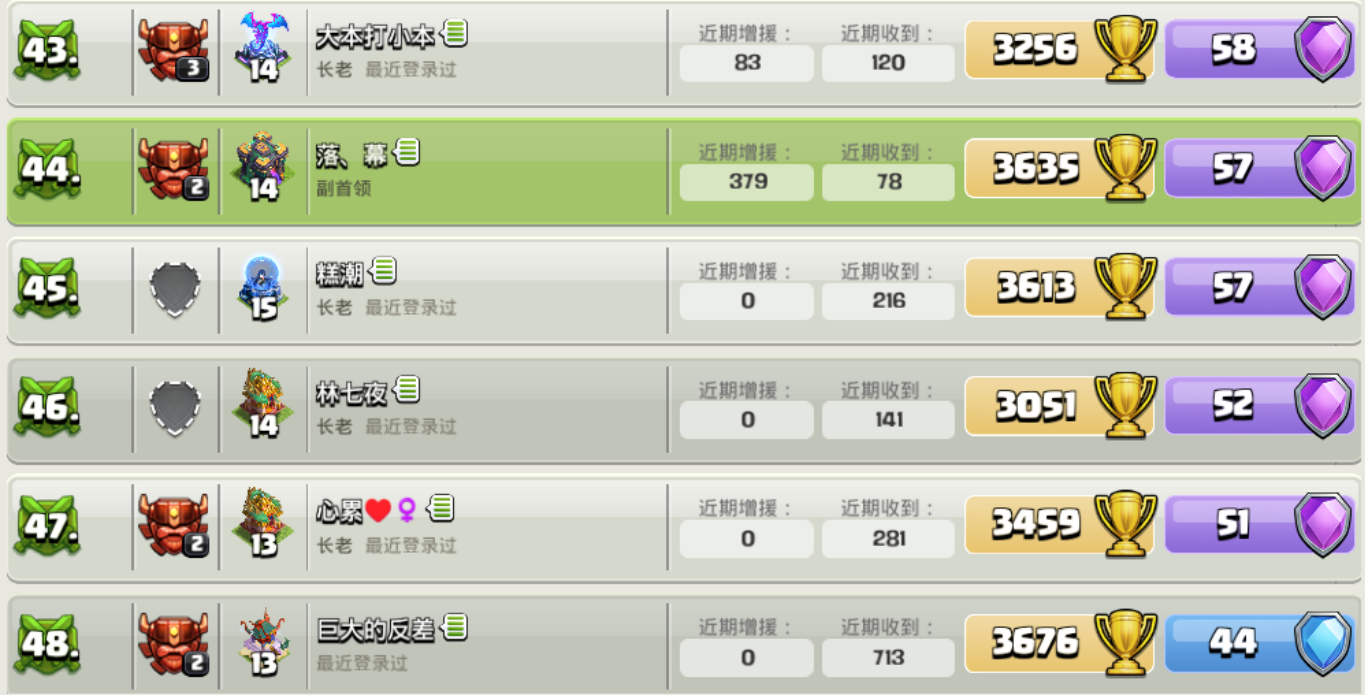 43. 3 14 大本打小本 近期增援： 近期收到： 3256 58
长老 最近登录过 83 120
44. 2 14 落、幕 近期增援： 近期收到： 3635 57
副首领 379 78
45. 15 糕潮 近期增援： 近期收到： 3613 57
长老 最近登录过 0 216
46. 14 林七夜 近期增援： 近期收到： 3051 52
长老 最近登录过 0 141
47. 2 13 心累❤️♀ 近期增援： 近期收到： 3459 51
长老 最近登录过 0 281
48. 2 13 巨大的反差 近期增援： 近期收到： 3676 44
最近登录过 0 713